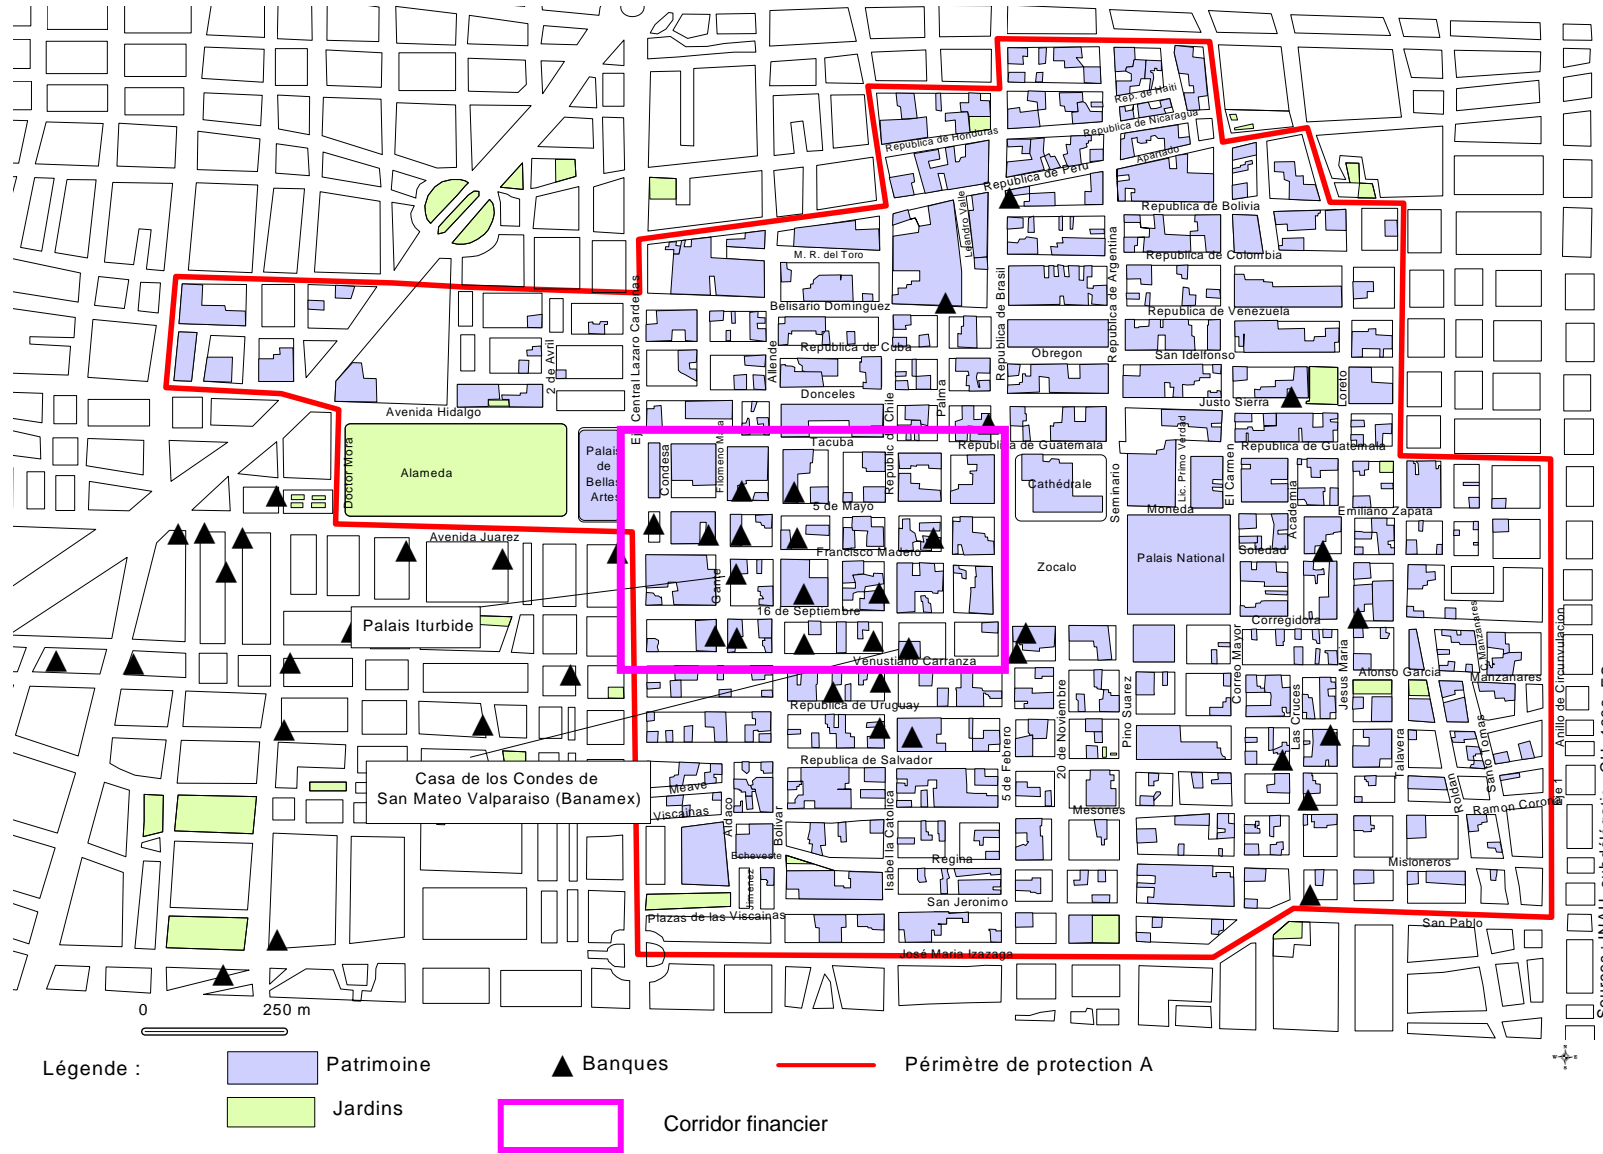 Rep. de Haiti
Republica de Nicaragua
Republica de Honduras
Apartado
Republica de Peru
Republica de Bolivia
Leandro Valle
M. R. del Toro
Republica de Colombia
Republica de Argentina
Belisario Dominguez
Republica de Venezuela
Eje Central Lazaro Cardenas
Republica de Brasil
Republica de Cuba
Obregon
San Idelfonso
Allende
2 de Avril
Donceles
Palma
Justo Sierra
Loreto
Avenida Hidalgo
Tacuba
Republica de Guatemala
Republica de Guatemala
Doctor Mora
Alameda
Palais
de
Bellas
Artes
Condesa
Filomeno Mata
Cathédrale
Seminario
Lic. Primo Verdad
El Carmen
Academia
5 de Mayo
Moneda
Emiliano Zapata
Avenida Juarez
Francisco Madero
Soledad
Palais National
Zocalo
Gante
16 de Septiembre
Corregidora
Palais Iturbide
Venustiano Carranza
Correo Mayor
Jesus Maria
Alonso Garcia
C. Manzanares
Manzanares
Anillo de Circunvalacion
Republica de Uruguay
20 de Noviembre
Pino Suarez
Las Cruces
Talavera
Santo Tomas
Republica de Salvador
5 de Febrero
Casa de los Condes de
San Mateo Valparaiso (Banamex)
Meave
Viscainas
Aldaco
Bolivar
Isabel la Catolica
Mesones
Roldan
Ramon Corona
Eje 1
Echeveste
Regina
Misioneros
Jimenez
San Jeronimo
Plazas de las Viscainas
San Pablo
José Maria Izazaga
0 250 m
Légende :
Patrimoine
Banques
Périmètre de protection A
Jardins
Corridor financier